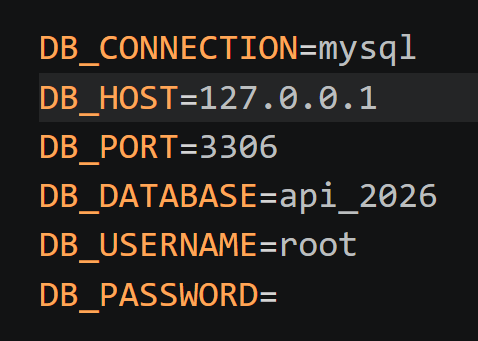 DB_CONNECTION=mysql
DB_HOST=127.0.0.1
DB_PORT=3306
DB_DATABASE=api_2026
DB_USERNAME=root
DB_PASSWORD=